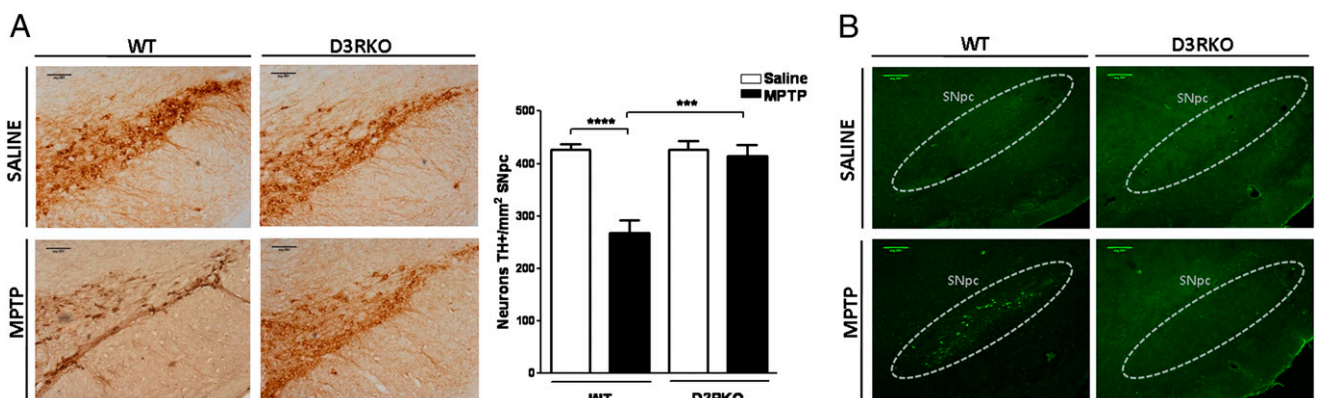 A
WT
D3RKO
SALINE
MPTP
Saline
MPTP
****
***
Neurons TH+/mm² SNpc
500
400
300
200
100
0
WT
D3RKO
B
WT
D3RKO
SALINE
SNpc
SNpc
MPTP
SNpc
SNpc